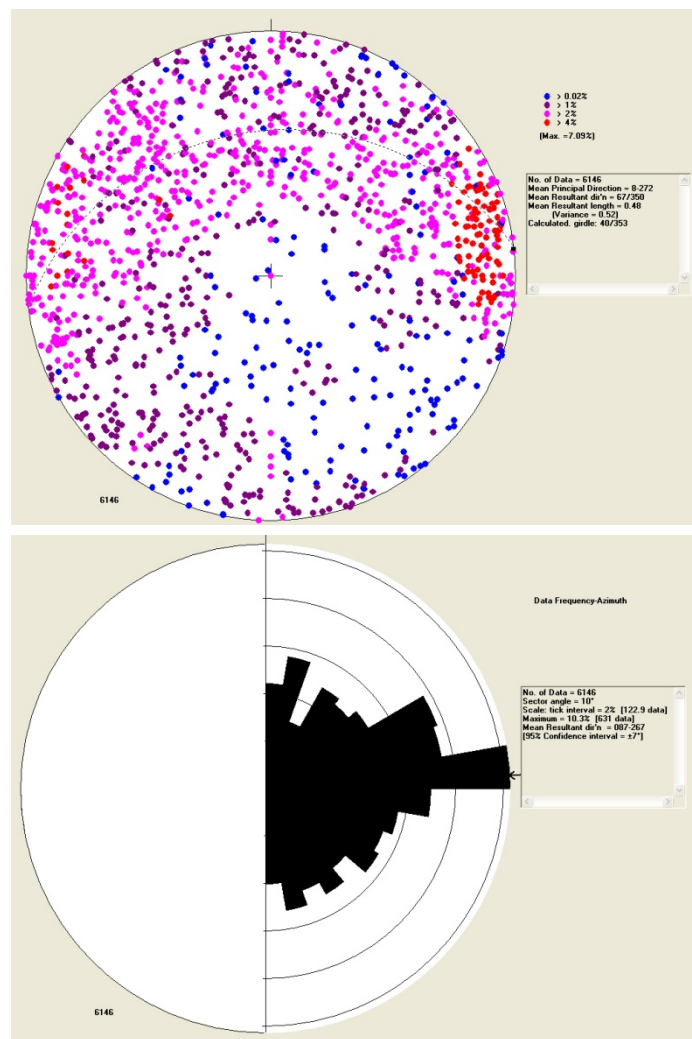 > 0.02%
> 1%
> 2%
> 4%
(Max. =7.09%)
No. of Data = 6146
Mean Principal Direction = 8-272
Mean Resultant dir'n = 67/350
Mean Resultant length = 0.48
(Variance = 0.52)
Calculated. girdle: 40/353
6146
Data Frequency-Azimuth
No. of Data = 6146
Sector angle = 10°
Scale: tick interval = 2% [122.9 data]
Maximum = 10.3% [631 data]
Mean Resultant dir'n = 087-267
[95% Confidence interval = ±7°]
6146